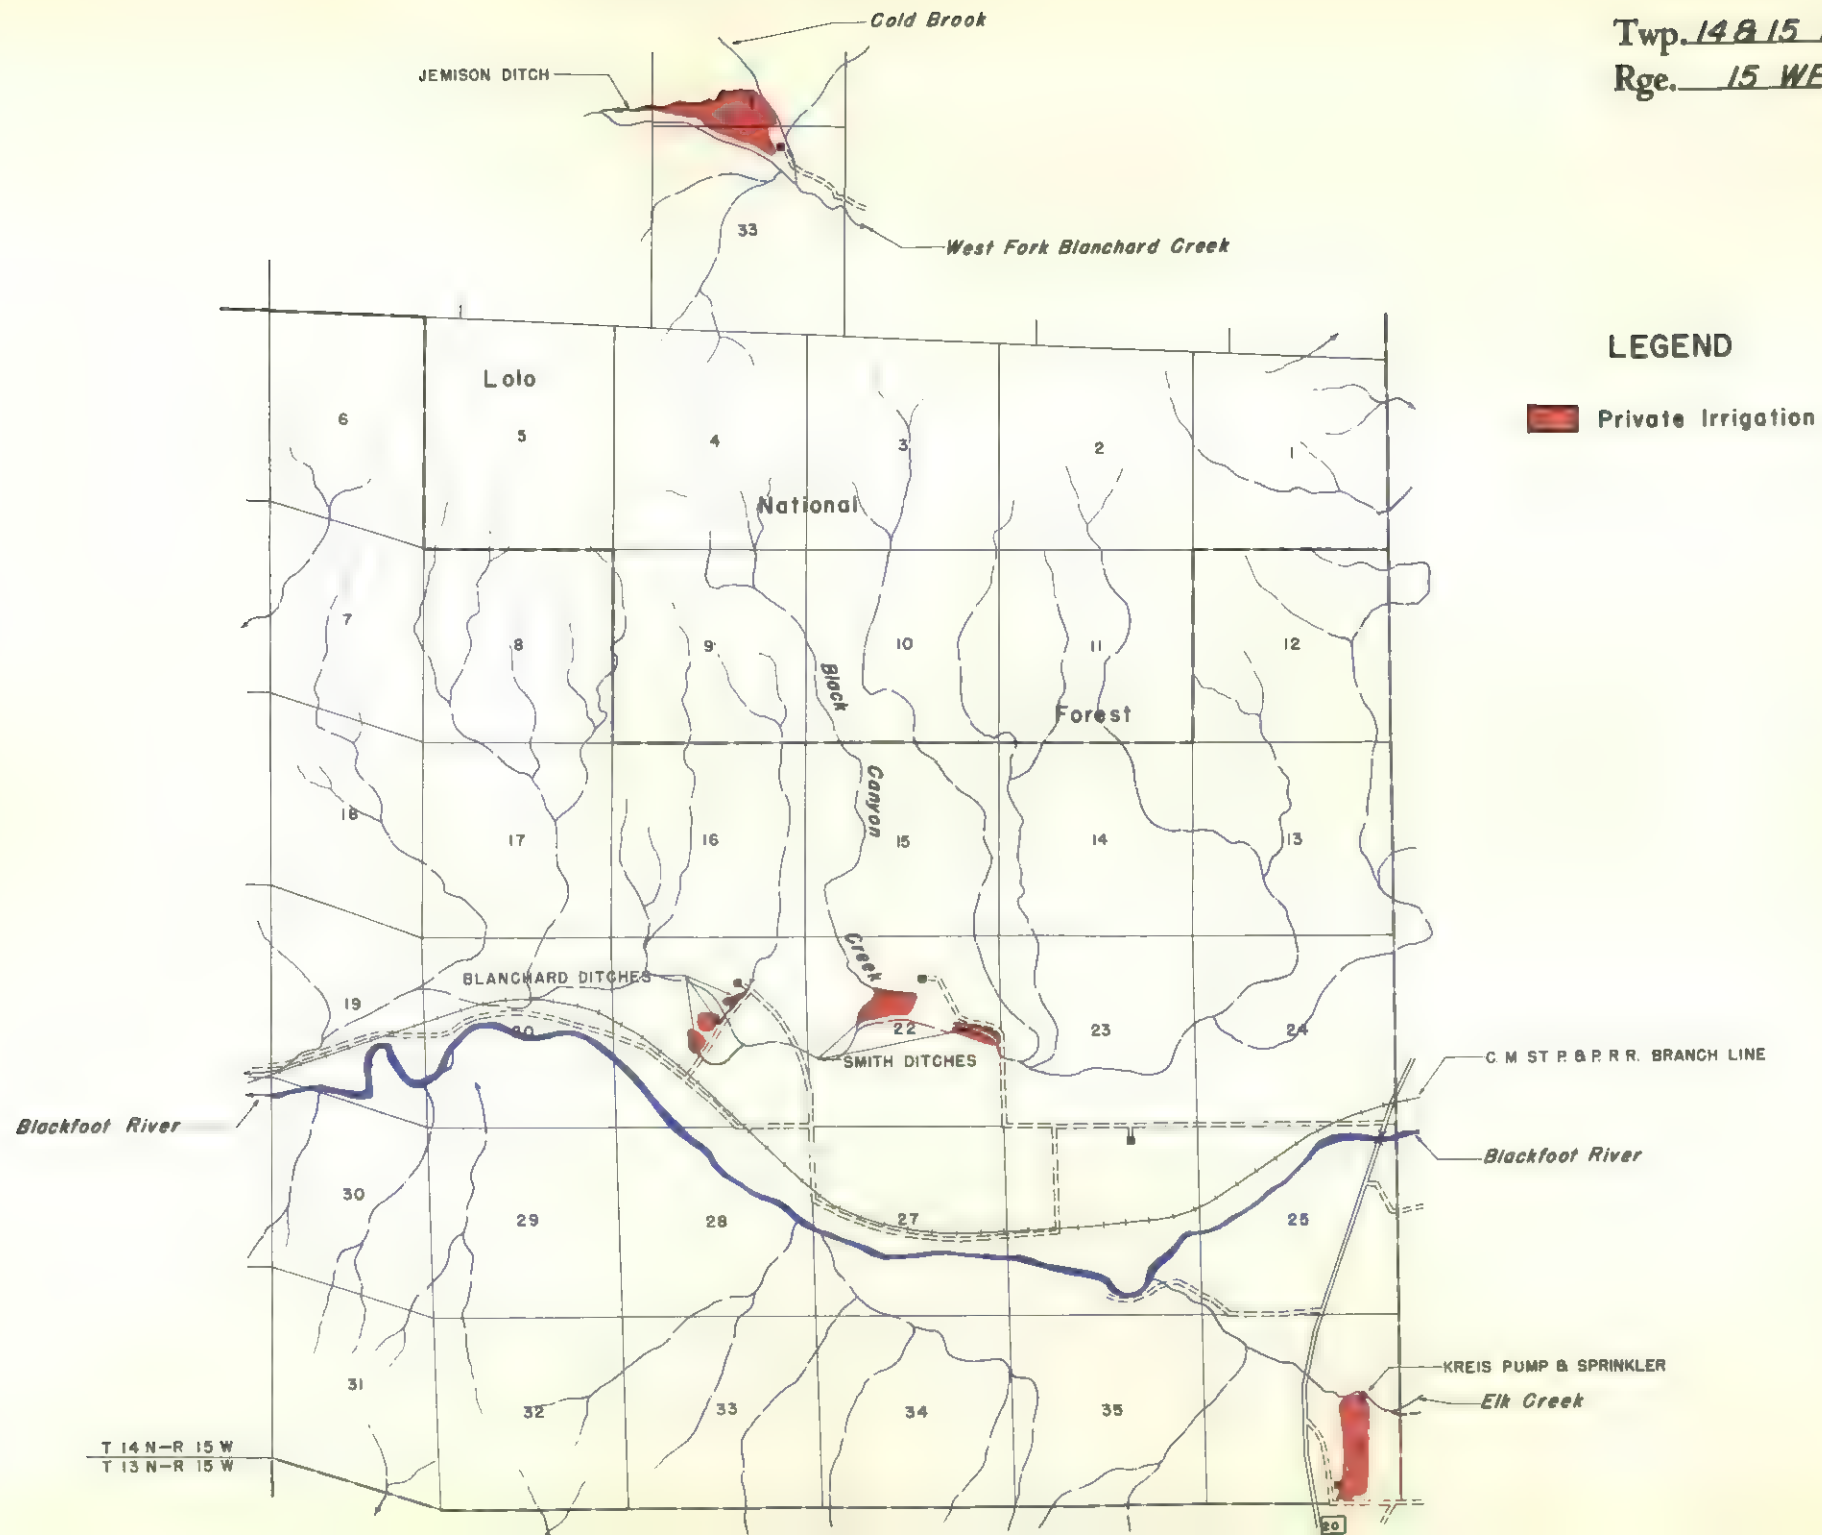 Twp. 14 & 15
Rge. 15 WE
Cold Brook
JEMISON DITCH
33
West Fork Blanchard Creek
LEGEND
Private Irrigation
Lolo
6
5
4
3
2
1
National
7
8
9
10
11
12
Black
Forest
18
17
16
Canyon
15
14
13
Creek
BLANCHARD DITCHES
19
20
22
23
24
SMITH DITCHES
C M ST P. & P. R R. BRANCH LINE
Blackfoot River
Blackfoot River
30
29
28
27
25
KREIS PUMP & SPRINKLER
Elk Creek
31
32
33
34
35
T 14 N-R 15 W
T 13 N-R 15 W
20